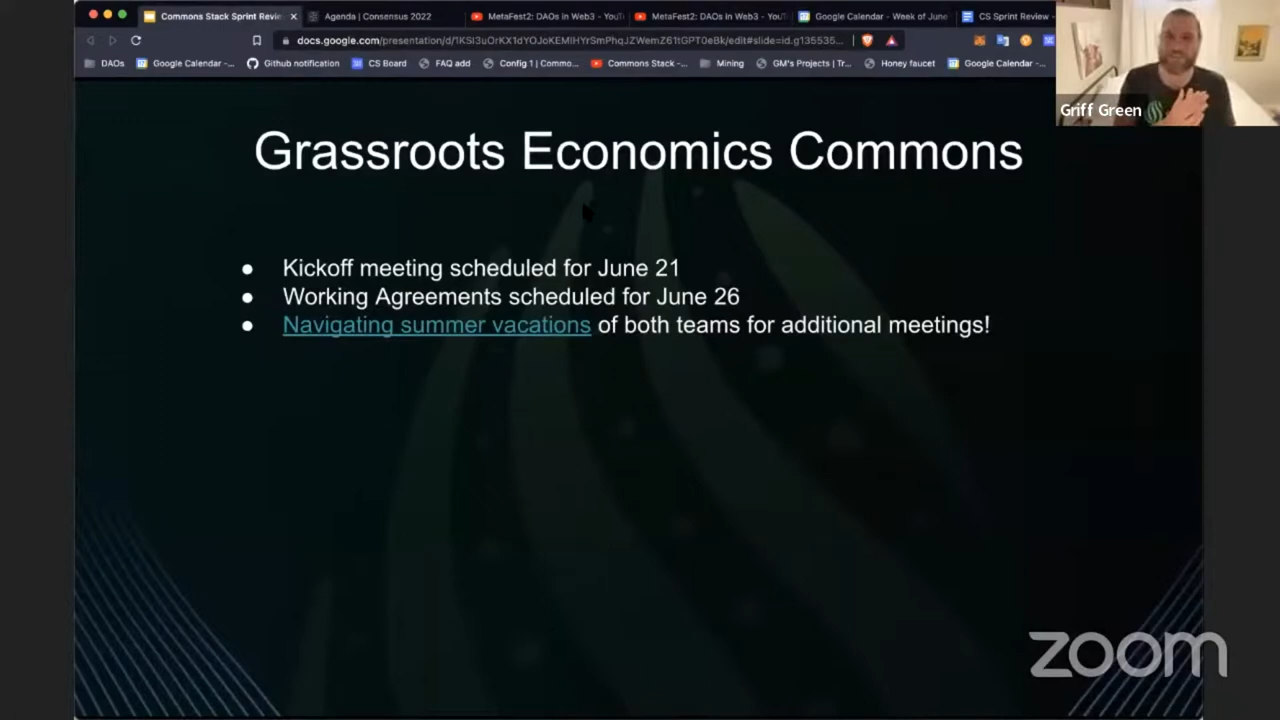 Commons Stack Sprint Revie
Agenda | Consensus 2022
MetaFest2: DAOs in Web3 - YouT
MetaFest2: DAOs in Web3 - YouT
Google Calendar - Week of June
CS Sprint Review -
DAOs
Google Calendar -...
Github notification
CS Board
FAQ add
Config 1 | Commo...
Commons Stack -...
Mining
GM's Projects | Tr...
Honey faucet
Google Calendar -...
Griff Green
Grassroots Economics Commons
● Kickoff meeting scheduled for June 21
● Working Agreements scheduled for June 26
● Navigating summer vacations of both teams for additional meetings!
zoom